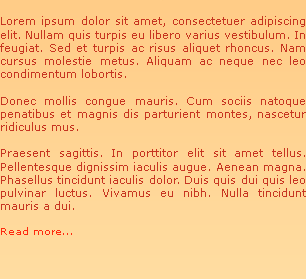 Lorem ipsum dolor sit amet, consectetuer adipiscing
elit. Nullam quis turpis eu libero varius vestibulum. In
feugiat. Sed et turpis ac risus aliquet rhoncus. Nam
cursus molestie metus. Aliquam ac neque nec leo
condimentum lobortis.
Donec mollis congue mauris. Cum sociis natoque
penatibus et magnis dis parturient montes, nascetur
ridiculus mus.
Praesent sagittis. In porttitor elit sit amet tellus.
Pellentesque dignissim iaculis augue. Aenean magna.
Phasellus tincidunt iaculis dolor. Duis quis dui quis leo
pulvinar luctus. Vivamus eu nibh. Nulla tincidunt
mauris a dui.
Read more...